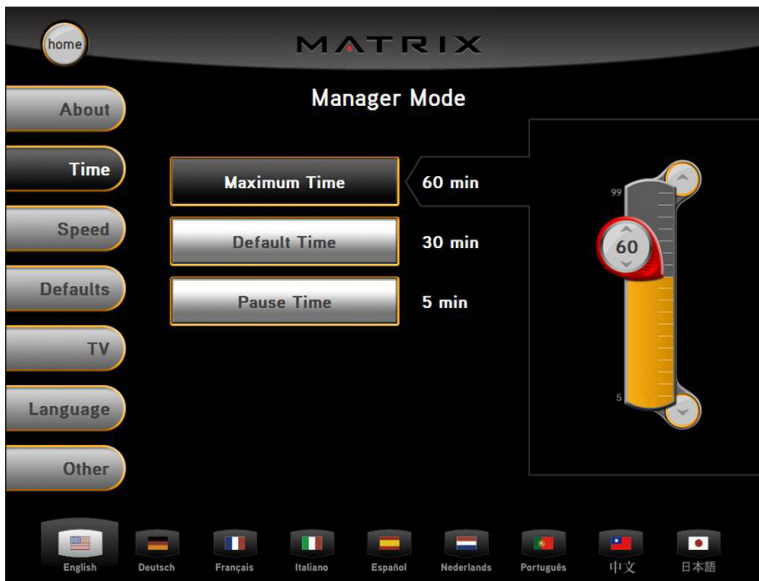 home
MATRIX
Manager Mode
About
Time
Speed
Defaults
TV
Language
Other
Maximum Time 60 min
Default Time 30 min
Pause Time 5 min
99
60
5
English Deutsch Français Italiano Español Nederlands Português 中文 日本語